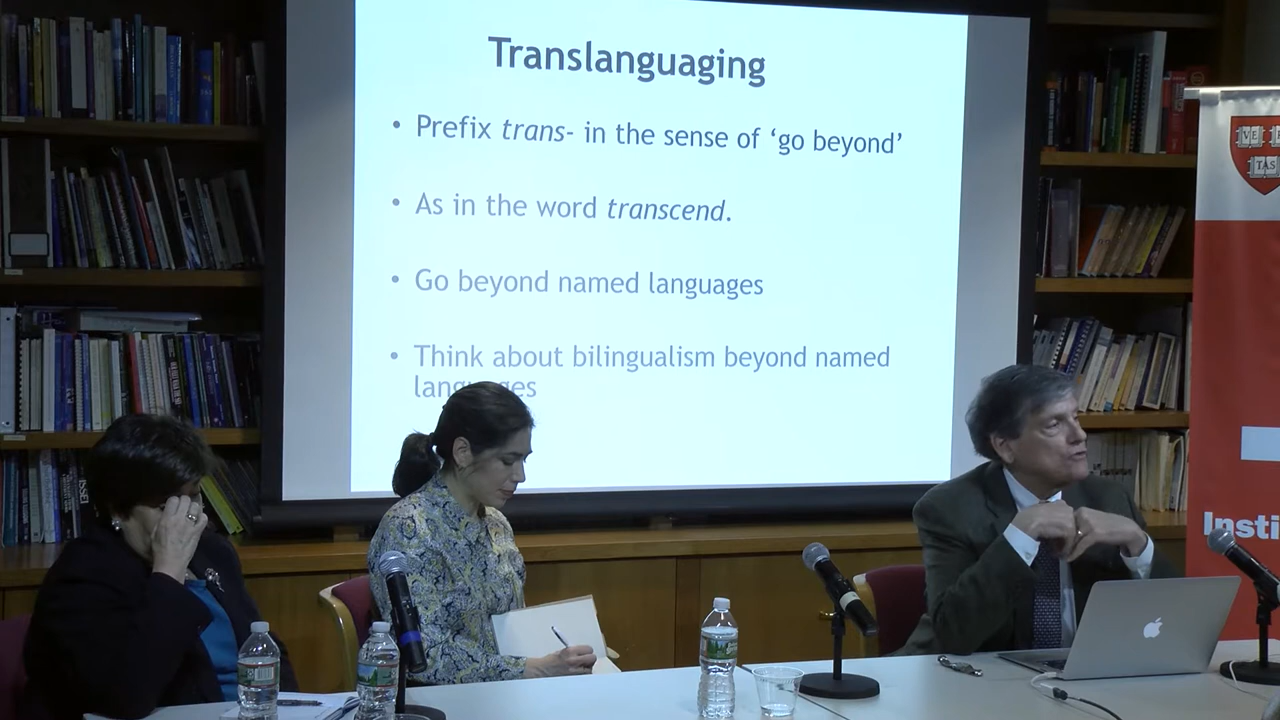 Translanguaging
• Prefix trans- in the sense of ‘go beyond’
• As in the word transcend.
• Go beyond named languages
• Think about bilingualism beyond named
languages
VE
TAS
Insti